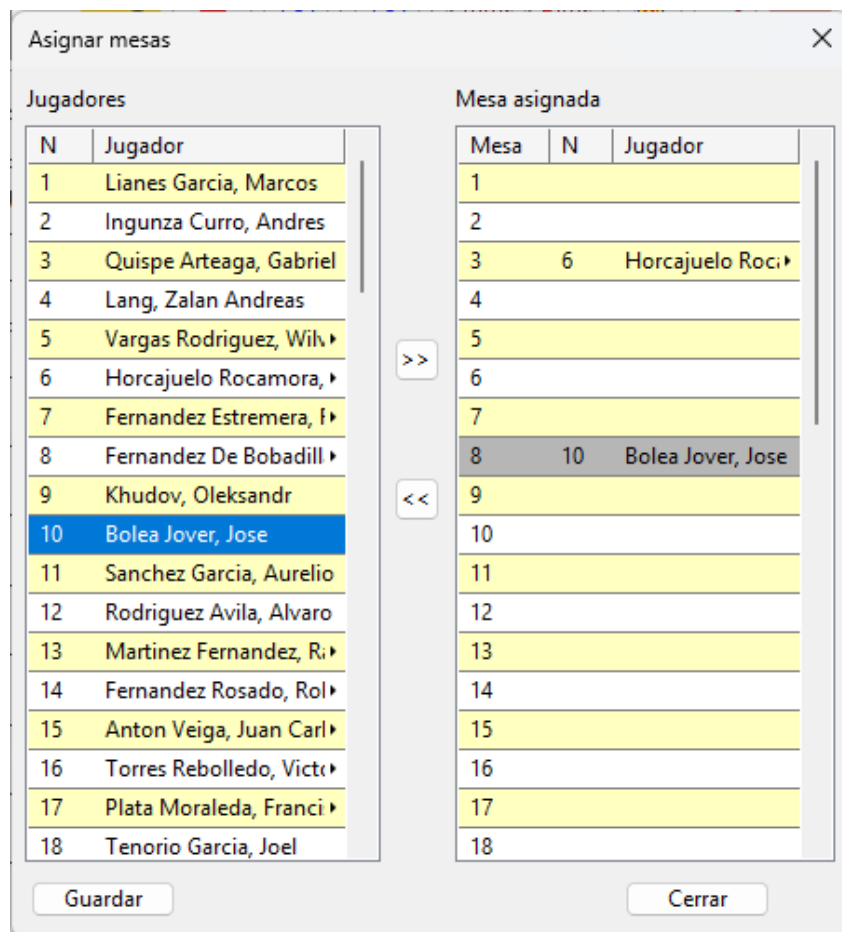 Asignar mesas
Jugadores
N Jugador
1 Lianes Garcia, Marcos
2 Ingunza Curro, Andres
3 Quispe Arteaga, Gabriel
4 Lang, Zalan Andreas
5 Vargas Rodriguez, Wilv
6 Horcajuelo Rocamora,
7 Fernandez Estremera,
8 Fernandez De Bobadill
9 Khudov, Oleksandr
10 Bolea Jover, Jose
11 Sanchez Garcia, Aurelio
12 Rodriguez Avila, Alvaro
13 Martinez Fernandez,
14 Fernandez Rosado, Rol
15 Anton Veiga, Juan Carl
16 Torres Rebolledo, Victo
17 Plata Moraleda, Franci
18 Tenorio Garcia, Joel
>>
<<
Mesa asignada
Mesa N Jugador
1
2
3 6 Horcajuelo Roca
4
5
6
7
8 10 Bolea Jover, Jose
9
10
11
12
13
14
15
16
17
18
Guardar
Cerrar